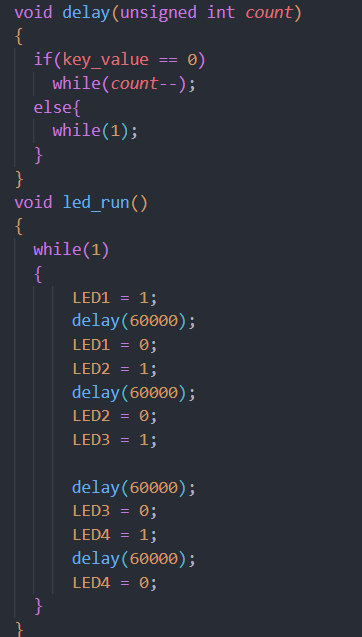 void delay(unsigned int count)
{
if(key_value == 0)
while(count--);
else{
while(1);
}
}
void led_run()
{
while(1)
{
LED1 = 1;
delay(60000);
LED1 = 0;
LED2 = 1;
delay(60000);
LED2 = 0;
LED3 = 1;
delay(60000);
LED3 = 0;
LED4 = 1;
delay(60000);
LED4 = 0;
}
}